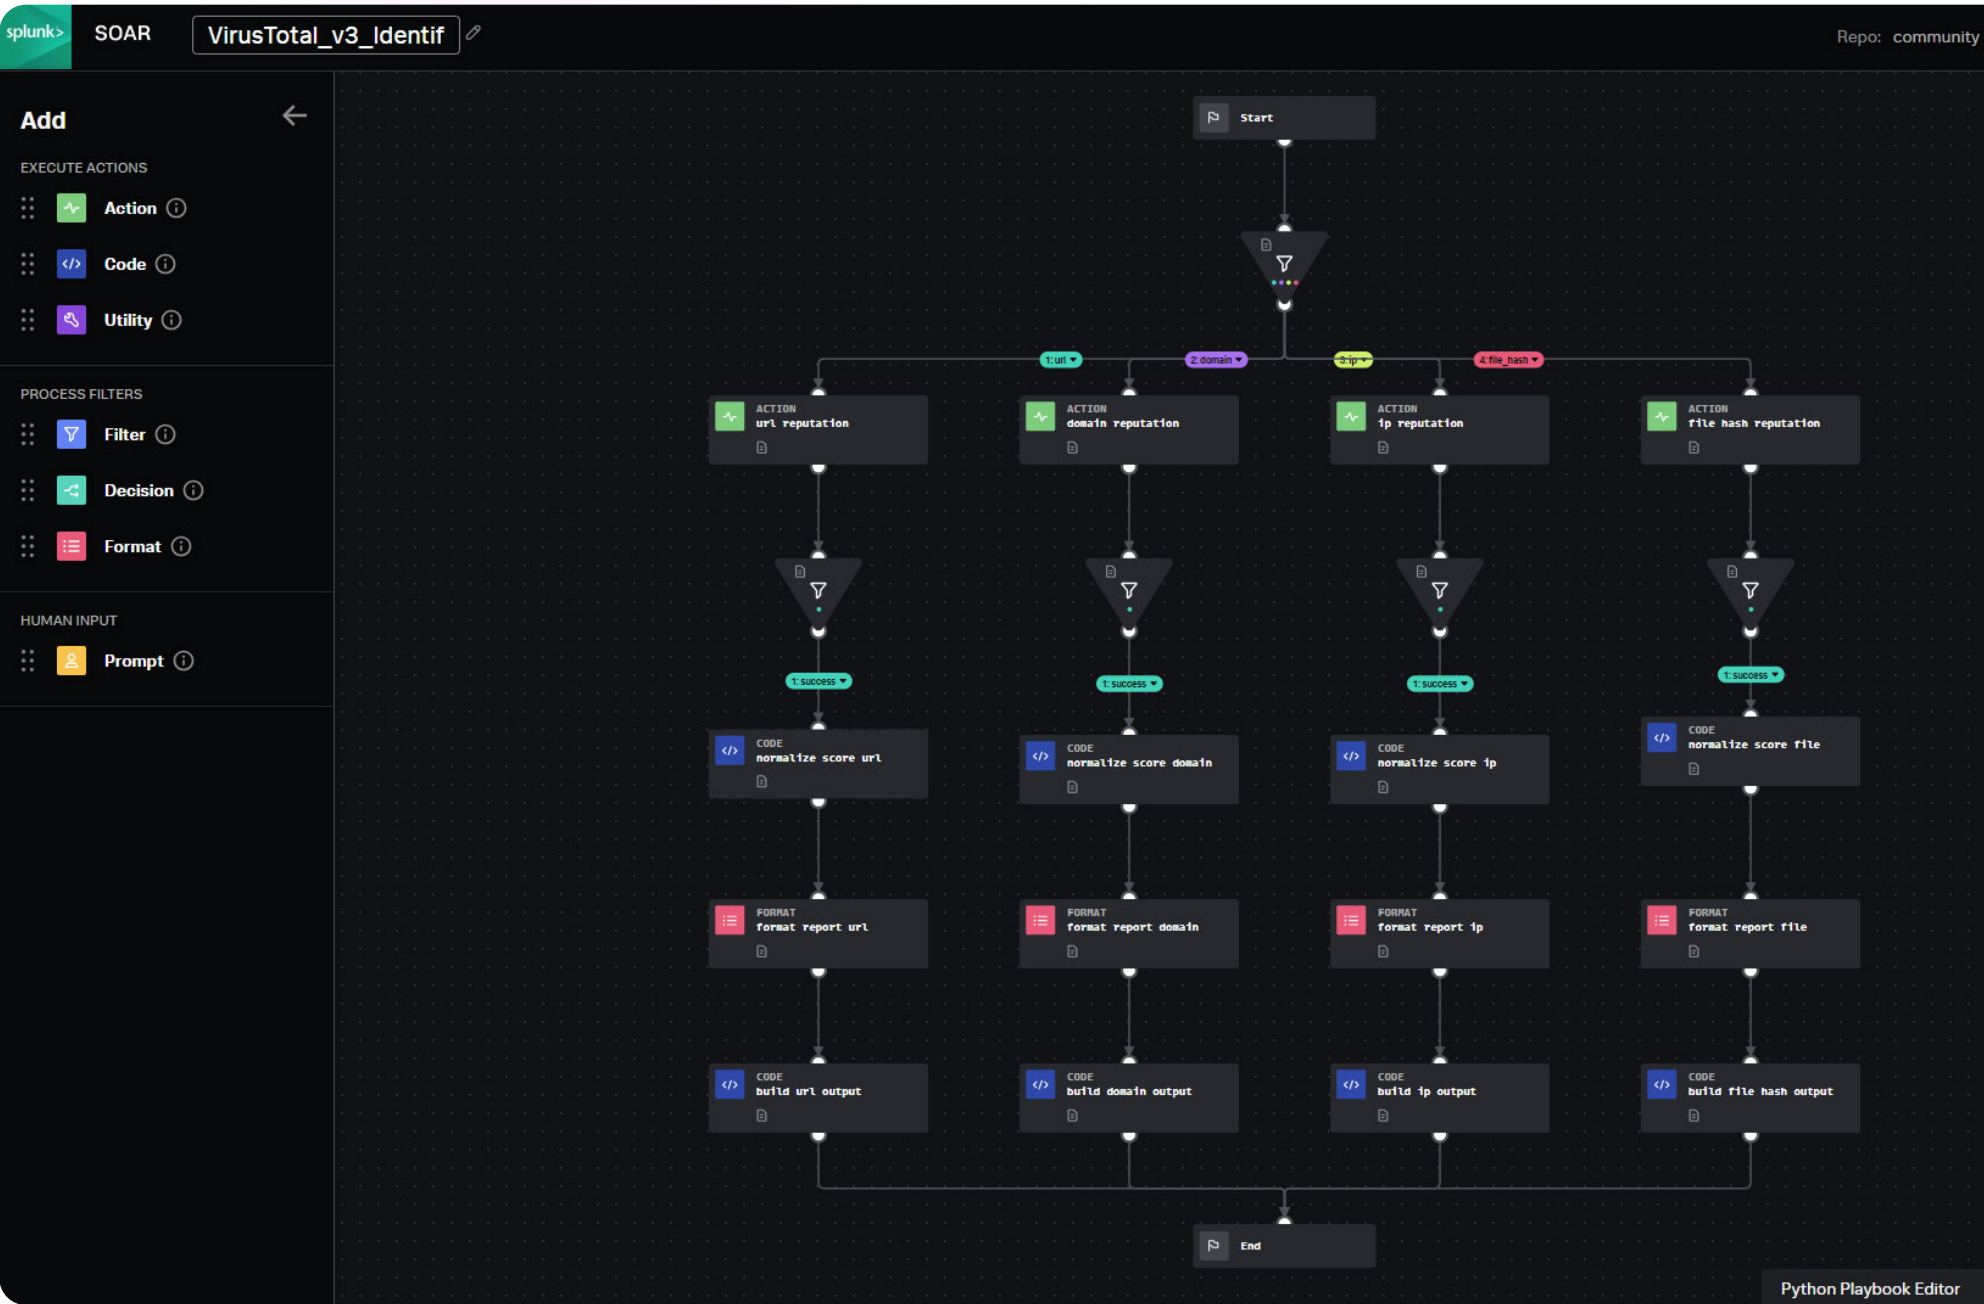 splunk>
SOAR
VirusTotal_v3_Identif
Repo: community
Add
EXECUTE ACTIONS
Action
Code
Utility
PROCESS FILTERS
Filter
Decision
Format
HUMAN INPUT
Prompt
Start
1: url
2: domain
3: ip
4: file_hash
ACTION
url reputation
ACTION
domain reputation
ACTION
ip reputation
ACTION
file hash reputation
1: success
1: success
1: success
1: success
CODE
normalize score url
CODE
normalize score domain
CODE
normalize score ip
CODE
normalize score file
FORMAT
format report url
FORMAT
format report domain
FORMAT
format report ip
FORMAT
format report file
CODE
build url output
CODE
build domain output
CODE
build ip output
CODE
build file hash output
End
Python Playbook Editor